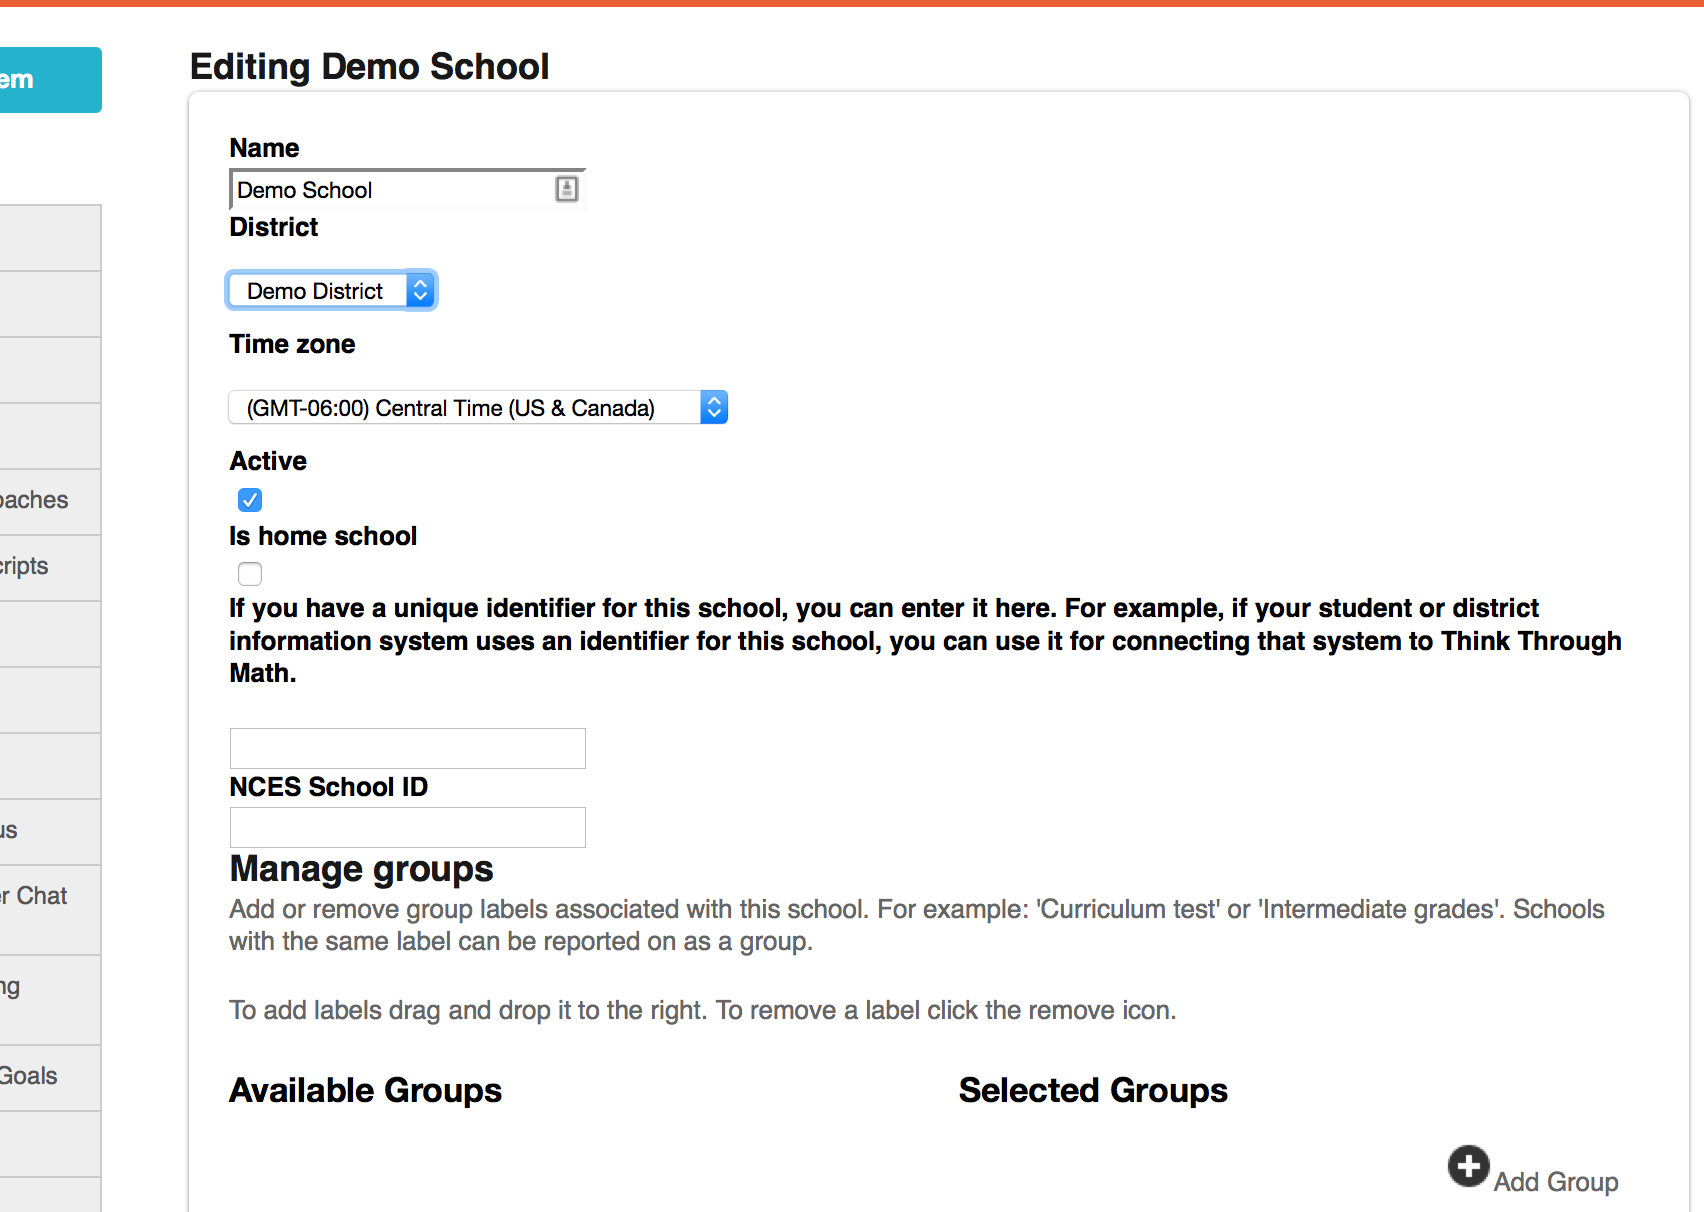 em
Editing Demo School
Name
Demo School
District
Demo District
Time zone
(GMT-06:00) Central Time (US & Canada)
Active
Is home school
If you have a unique identifier for this school, you can enter it here. For example, if your student or district
information system uses an identifier for this school, you can use it for connecting that system to Think Through
Math.
NCES School ID
Manage groups
Add or remove group labels associated with this school. For example: 'Curriculum test' or 'Intermediate grades'. Schools
with the same label can be reported on as a group.
To add labels drag and drop it to the right. To remove a label click the remove icon.
Available Groups
Selected Groups
Add Group
oaches
cripts
us
er Chat
ng
Goals